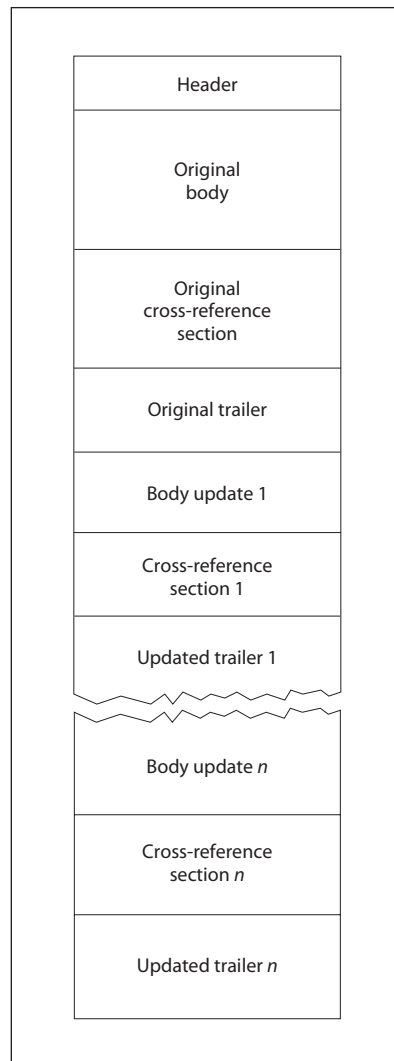 Header
Original
body
Original
cross-reference
section
Original trailer
Body update 1
Cross-reference
section 1
Updated trailer 1
Body update n
Cross-reference
section n
Updated trailer n